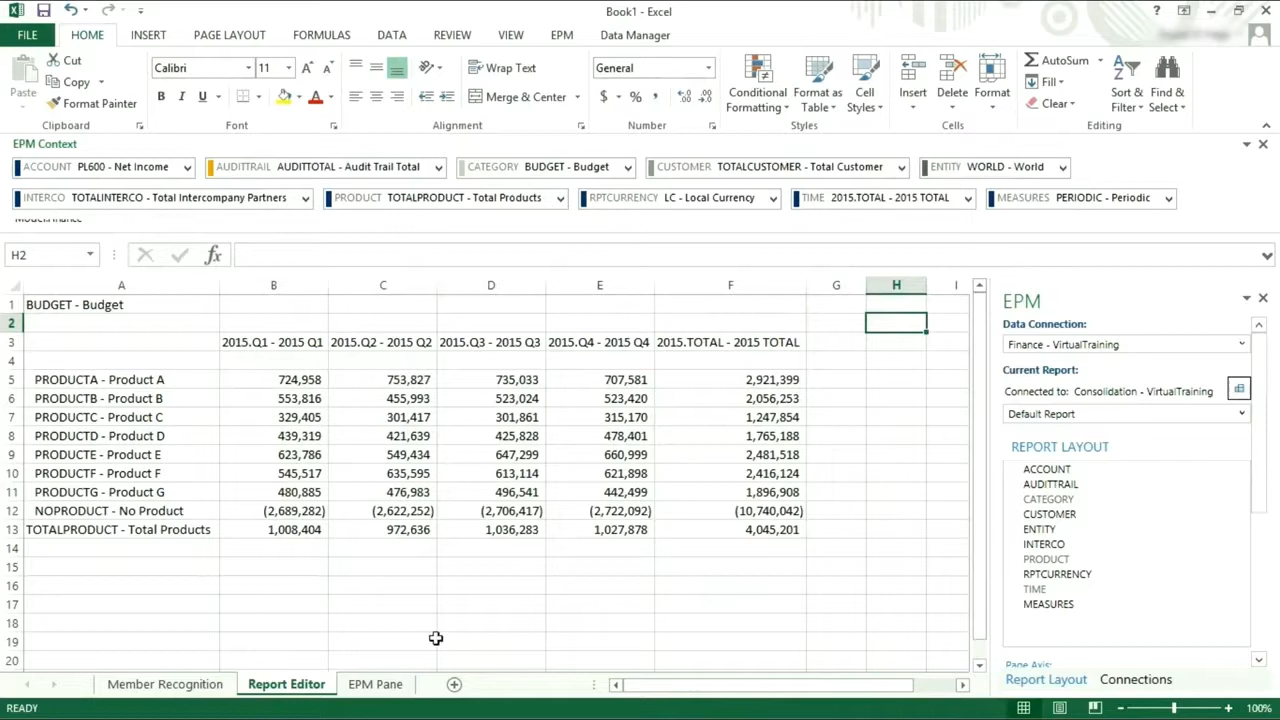 Book1 - Excel
?
FILE HOME INSERT PAGE LAYOUT FORMULAS DATA REVIEW VIEW EPM Data Manager
Cut
Copy
Format Painter
Paste
Clipboard
Calibri 11
B I U
Font
Wrap Text
Merge & Center
Alignment
General
$ % ,
Number
Conditional Formatting
Format as Table
Cell Styles
Styles
Insert Delete Format
Cells
AutoSum
Fill
Clear
Sort & Filter
Find & Select
Editing
EPM Context
ACCOUNT PL600 - Net Income AUDITTRAIL AUDITTOTAL - Audit Trail Total CATEGORY BUDGET - Budget CUSTOMER TOTALCUSTOMER - Total Customer ENTITY WORLD - World
INTERCO TOTALINTERCO - Total Intercompany Partners PRODUCT TOTALPRODUCT - Total Products RPTCURRENCY LC - Local Currency TIME 2015.TOTAL - 2015 TOTAL MEASURES PERIODIC - Periodic
H2 fx
A B C D E F G H I
1 BUDGET - Budget
2
3 2015.Q1 - 2015 Q1 2015.Q2 - 2015 Q2 2015.Q3 - 2015 Q3 2015.Q4 - 2015 Q4 2015.TOTAL - 2015 TOTAL
4
5 PRODUCTA - Product A 724,958 753,827 735,033 707,581 2,921,399
6 PRODUCTB - Product B 553,816 455,993 523,024 523,420 2,056,253
7 PRODUCTC - Product C 329,405 301,417 301,861 315,170 1,247,854
8 PRODUCTD - Product D 439,319 421,639 425,828 478,401 1,765,188
9 PRODUCTE - Product E 623,786 549,434 647,299 660,999 2,481,518
10 PRODUCTF - Product F 545,517 635,595 613,114 621,898 2,416,124
11 PRODUCTG - Product G 480,885 476,983 496,541 442,499 1,896,908
12 NOPRODUCT - No Product (2,689,282) (2,622,252) (2,706,417) (2,722,092) (10,740,042)
13 TOTALPRODUCT - Total Products 1,008,404 972,636 1,036,283 1,027,878 4,045,201
14
15
16
17
18
19
20
EPM
Data Connection:
Finance - VirtualTraining
Current Report:
Connected to: Consolidation - VirtualTraining
Default Report
REPORT LAYOUT
ACCOUNT
AUDITTRAIL
CATEGORY
CUSTOMER
ENTITY
INTERCO
PRODUCT
RPTCURRENCY
TIME
MEASURES
Page Axis:
Report Layout Connections
Member Recognition Report Editor EPM Pane
READY
100%